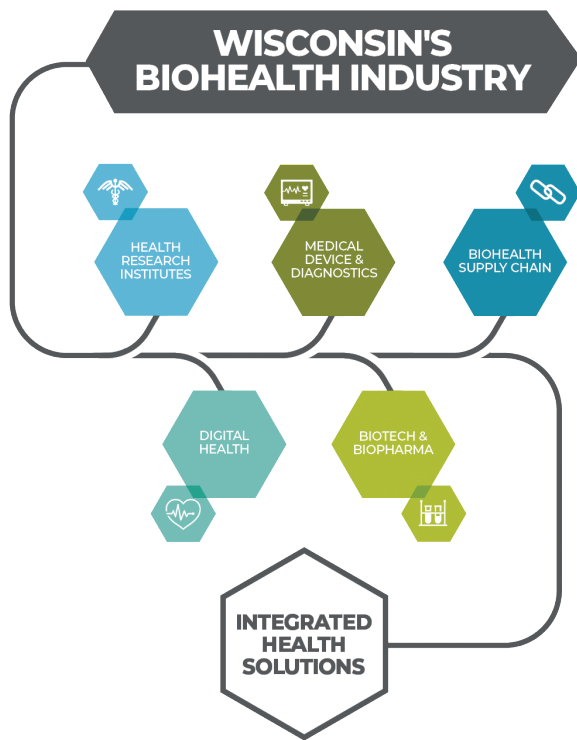 WISCONSIN'S
BIOHEALTH INDUSTRY
HEALTH
RESEARCH
INSTITUTES
MEDICAL
DEVICE &
DIAGNOSTICS
BIOHEALTH
SUPPLY CHAIN
DIGITAL
HEALTH
BIOTECH &
BIOPHARMA
INTEGRATED
HEALTH
SOLUTIONS